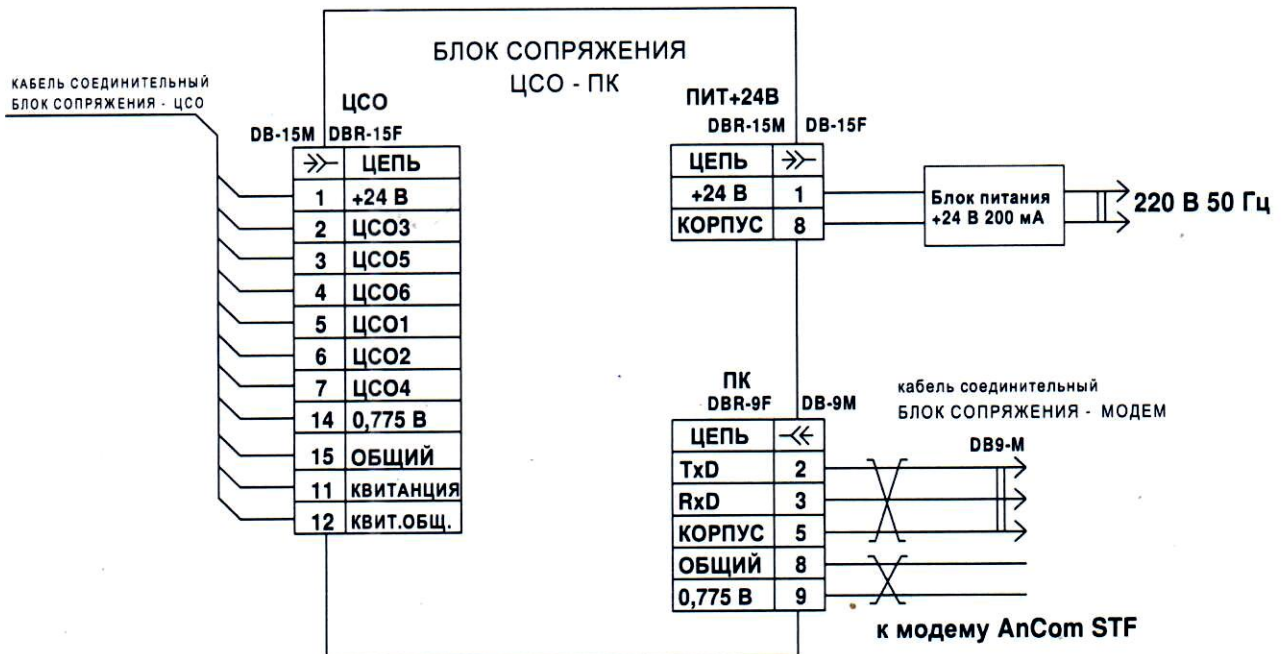 БЛОК СОПРЯЖЕНИЯ
ЦСО - ПК
КАБЕЛЬ СОЕДИНИТЕЛЬНЫЙ
БЛОК СОПРЯЖЕНИЯ - ЦСО
ЦСО
DB-15M DBR-15F
ЦЕПЬ
1 +24 В
2 ЦСО3
3 ЦСО5
4 ЦСО6
5 ЦСО1
6 ЦСО2
7 ЦСО4
14 0,775 В
15 ОБЩИЙ
11 КВИТАНЦИЯ
12 КВИТ.ОБЩ.
ПИТ+24В
DBR-15M DB-15F
ЦЕПЬ
+24 В 1
КОРПУС 8
Блок питания
+24 В 200 мА
220 В 50 Гц
ПК
DBR-9F DB-9M
ЦЕПЬ
TxD 2
RxD 3
КОРПУС 5
ОБЩИЙ 8
0,775 В 9
кабель соединительный
БЛОК СОПРЯЖЕНИЯ - МОДЕМ
DB9-M
к модему AnCom STF